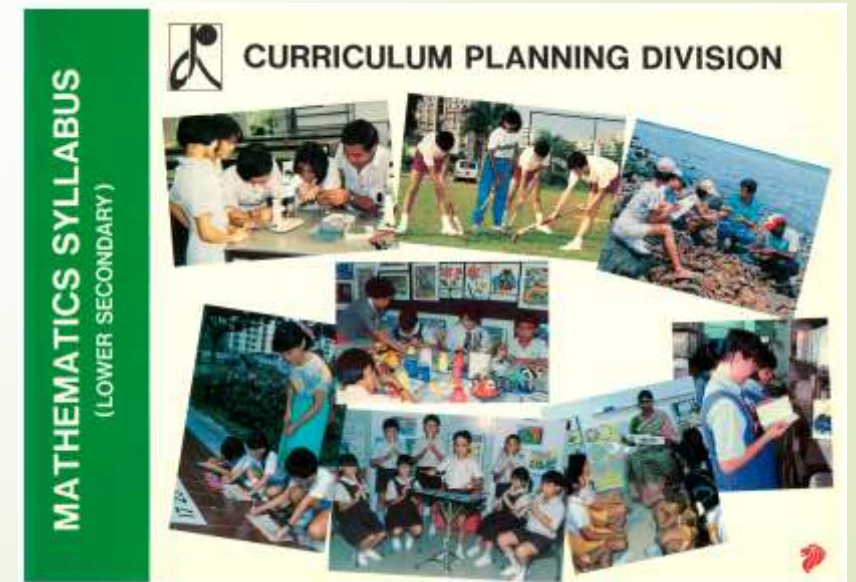 CURRICULUM PLANNING DIVISION
MATHEMATICS SYLLABUS
(LOWER SECONDARY)